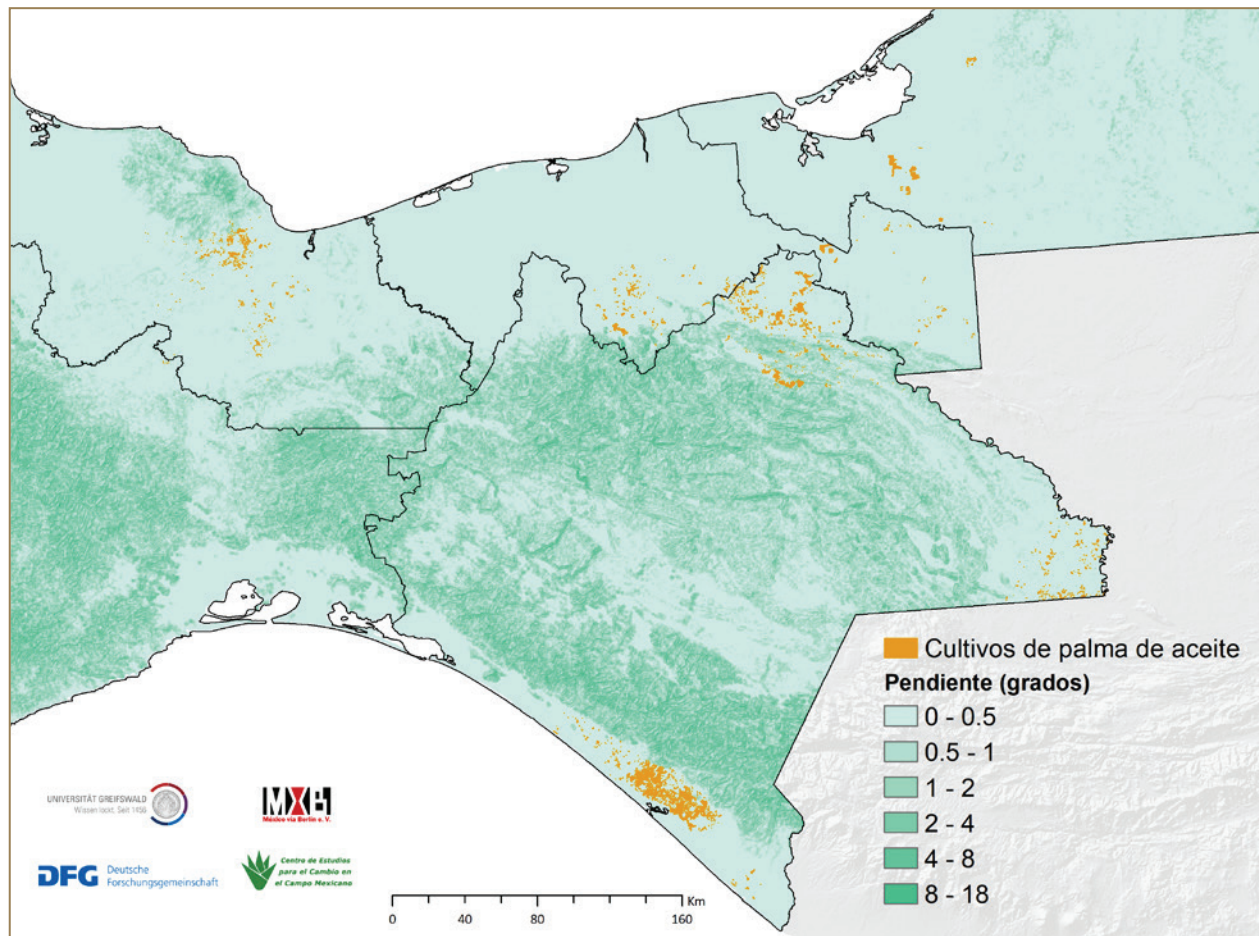 Cultivos de palma de aceite
Pendiente (grados)
0 - 0.5
0.5 - 1
1 - 2
2 - 4
4 - 8
8 - 18
UNIVERSITÄT GREIFSWALD
Wissen lockt. Seit 1456
MXB
México via Berlin e. V.
DFG Deutsche
Forschungsgemeinschaft
Centro de Estudios
para el Cambio en
el Campo Mexicano
Km
0 40 80 160